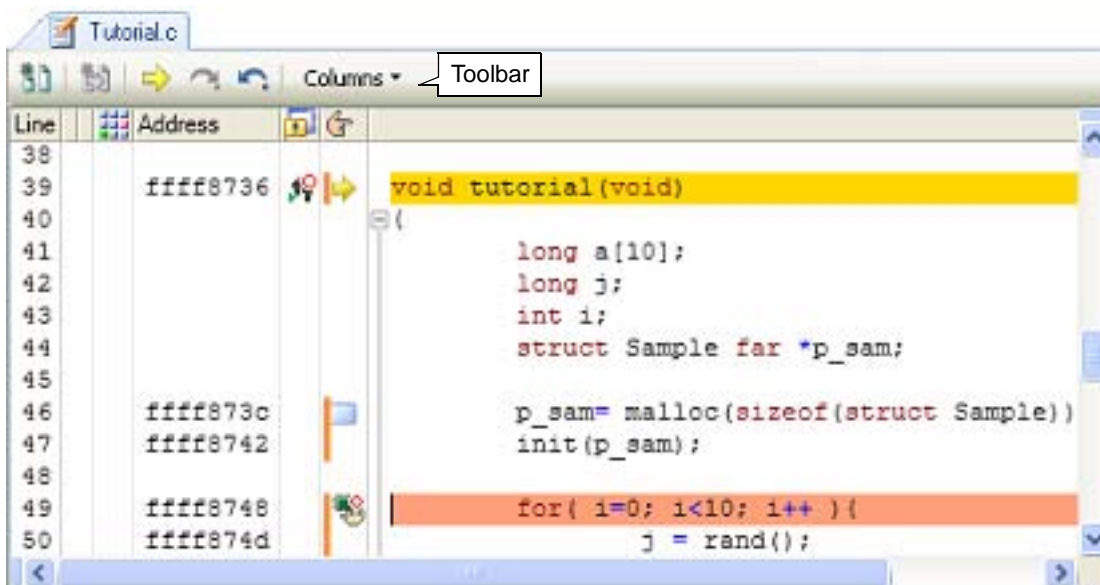 Tutorial.c
Columns Toolbar
Line Address
38
39 ffff8736 void tutorial(void)
40 {
41 long a[10];
42 long j;
43 int i;
44 struct Sample far *p_sam;
45
46 ffff873c p_sam= malloc(sizeof(struct Sample))
47 ffff8742 init(p_sam);
48
49 ffff8748 for( i=0; i<10; i++ ){
50 ffff874d j = rand();